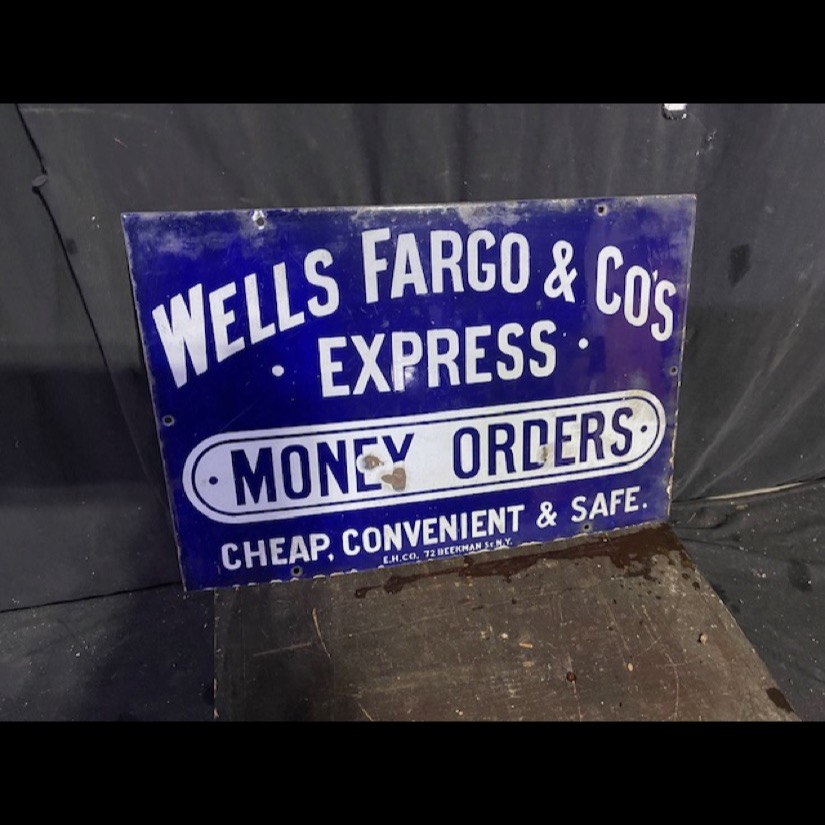 WELLS FARGO & CO'S
· EXPRESS ·
· MONEY ORDERS ·
CHEAP, CONVENIENT & SAFE.
E.H.CO. 72 BEEKMAN ST. N.Y.